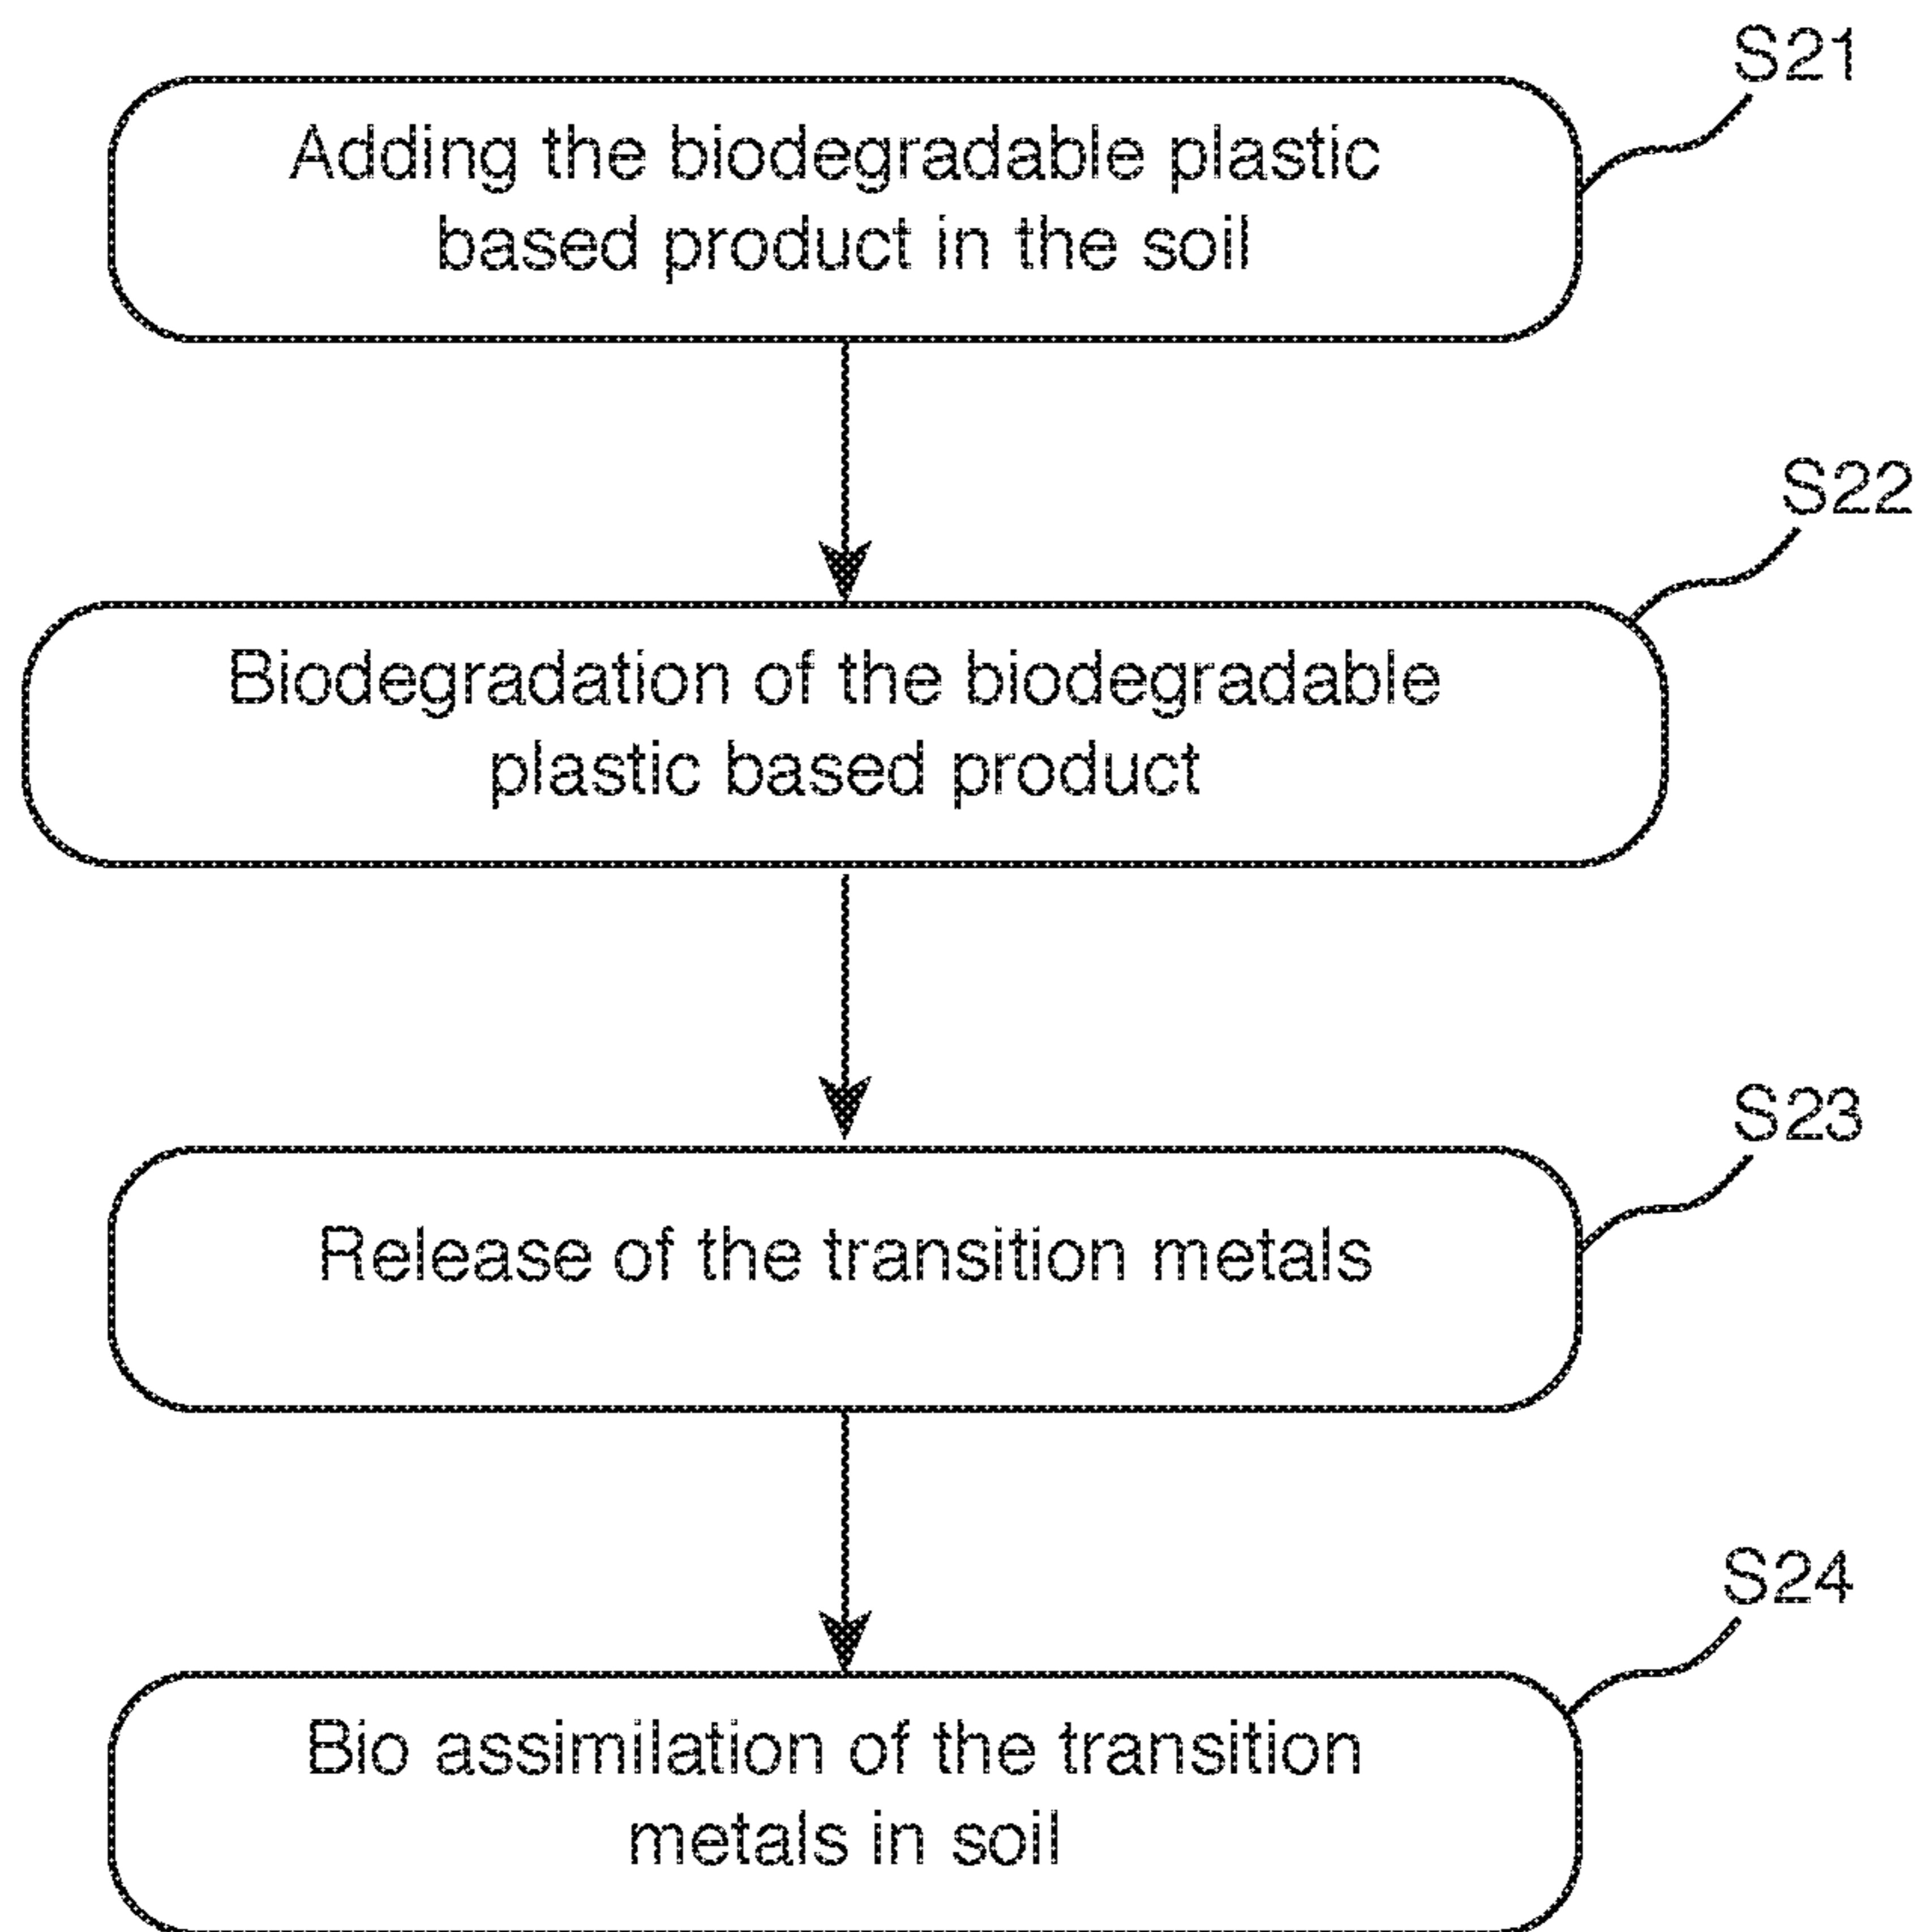 S21
Adding the biodegradable plastic
based product in the soil
S22
Biodegradation of the biodegradable
plastic based product
S23
Release of the transition metals
S24
Bio assimilation of the transition
metals in soil